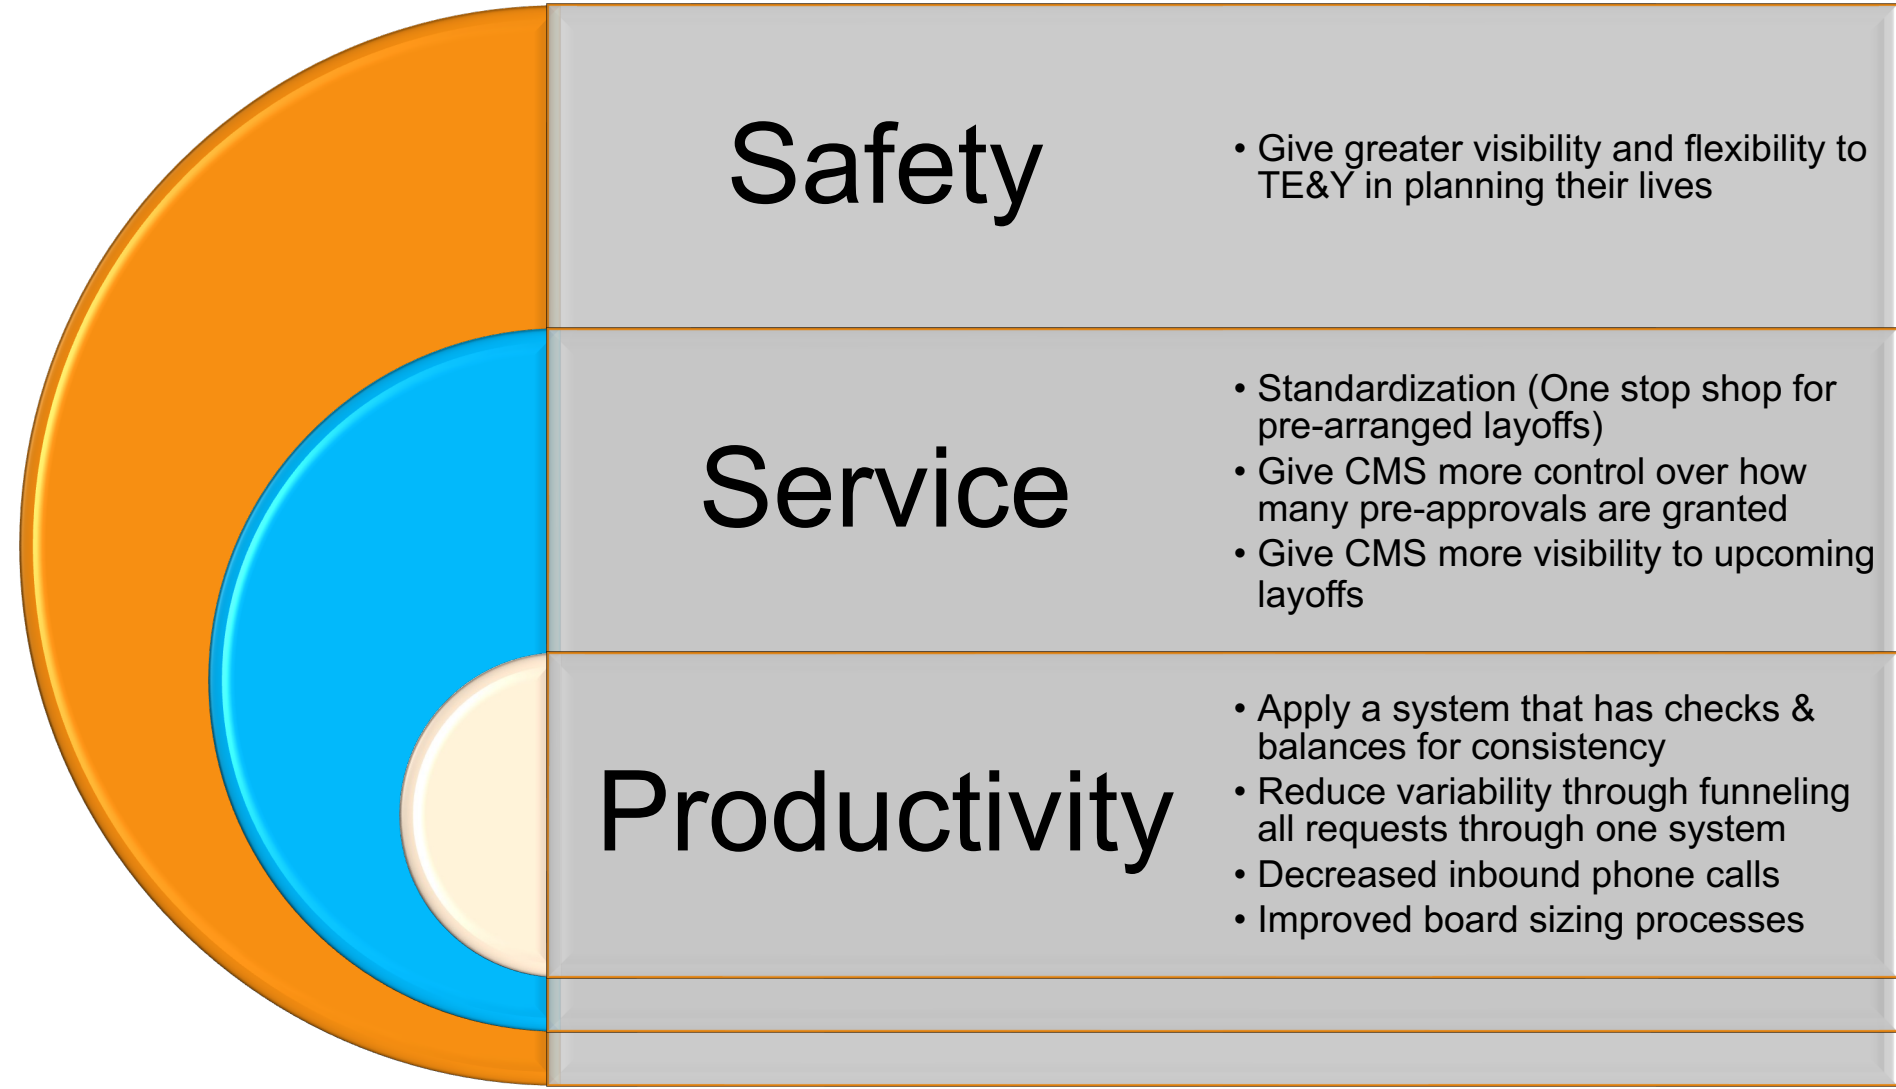 Safety
• Give greater visibility and flexibility to
TE&Y in planning their lives
Service
• Standardization (One stop shop for
pre-arranged layoffs)
• Give CMS more control over how
many pre-approvals are granted
• Give CMS more visibility to upcoming
layoffs
Productivity
• Apply a system that has checks &
balances for consistency
• Reduce variability through funneling
all requests through one system
• Decreased inbound phone calls
• Improved board sizing processes